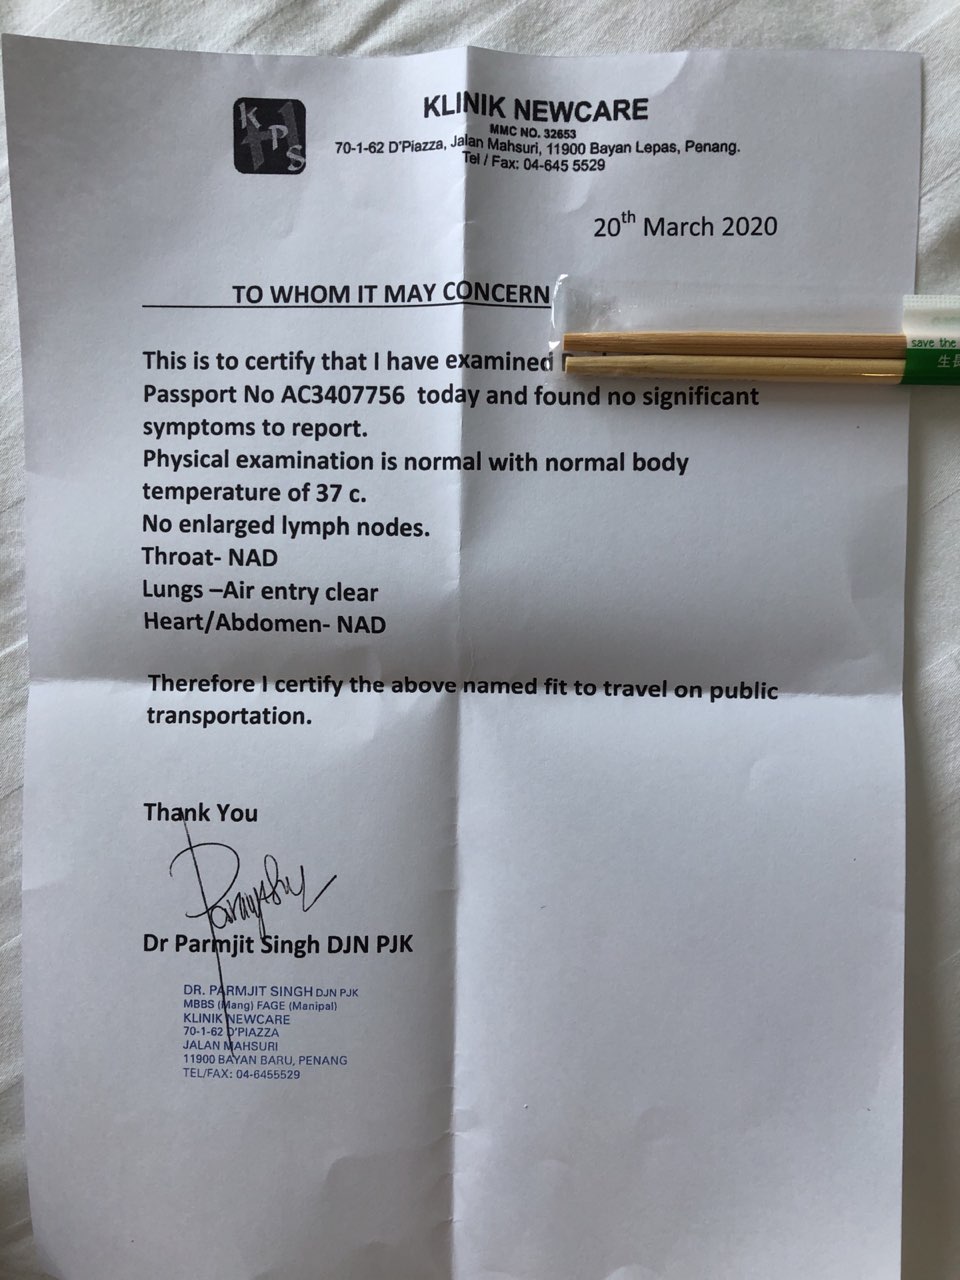 KPS
KLINIK NEWCARE
MMC NO. 32653
70-1-62 D'Piazza, Jalan Mahsuri, 11900 Bayan Lepas, Penang.
Tel / Fax: 04-645 5529
20th March 2020
TO WHOM IT MAY CONCERN
This is to certify that I have examined
save the
生長
Passport No AC3407756 today and found no significant
symptoms to report.
Physical examination is normal with normal body
temperature of 37 c.
No enlarged lymph nodes.
Throat- NAD
Lungs –Air entry clear
Heart/Abdomen- NAD
Therefore I certify the above named fit to travel on public
transportation.
Thank You
Dr Parmjit Singh DJN PJK
DR. PARMJIT SINGH DJN PJK
MBBS (Mang) FAGE (Manipal)
KLINIK NEWCARE
70-1-62 D'PIAZZA
JALAN MAHSURI
11900 BAYAN BARU, PENANG
TEL/FAX: 04-6455529